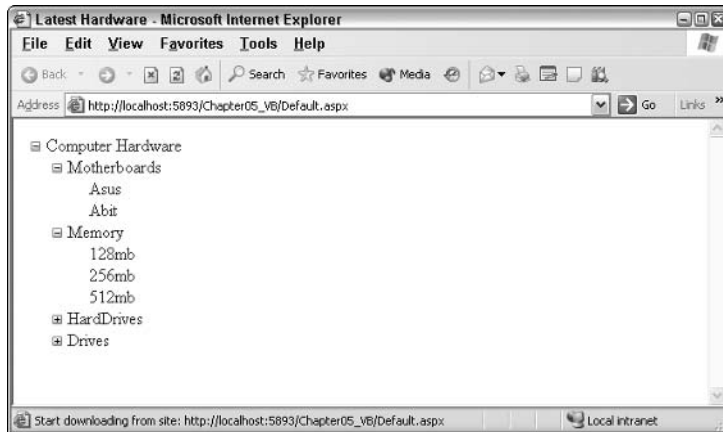 Latest Hardware - Microsoft Internet Explorer
File Edit View Favorites Tools Help
Back Search Favorites Media
Address http://localhost:5893/Chapter05_VB/Default.aspx Go Links »
Computer Hardware
Motherboards
Asus
Abit
Memory
128mb
256mb
512mb
HardDrives
Drives
Start downloading from site: http://localhost:5893/Chapter05_VB/Default.aspx Local intranet